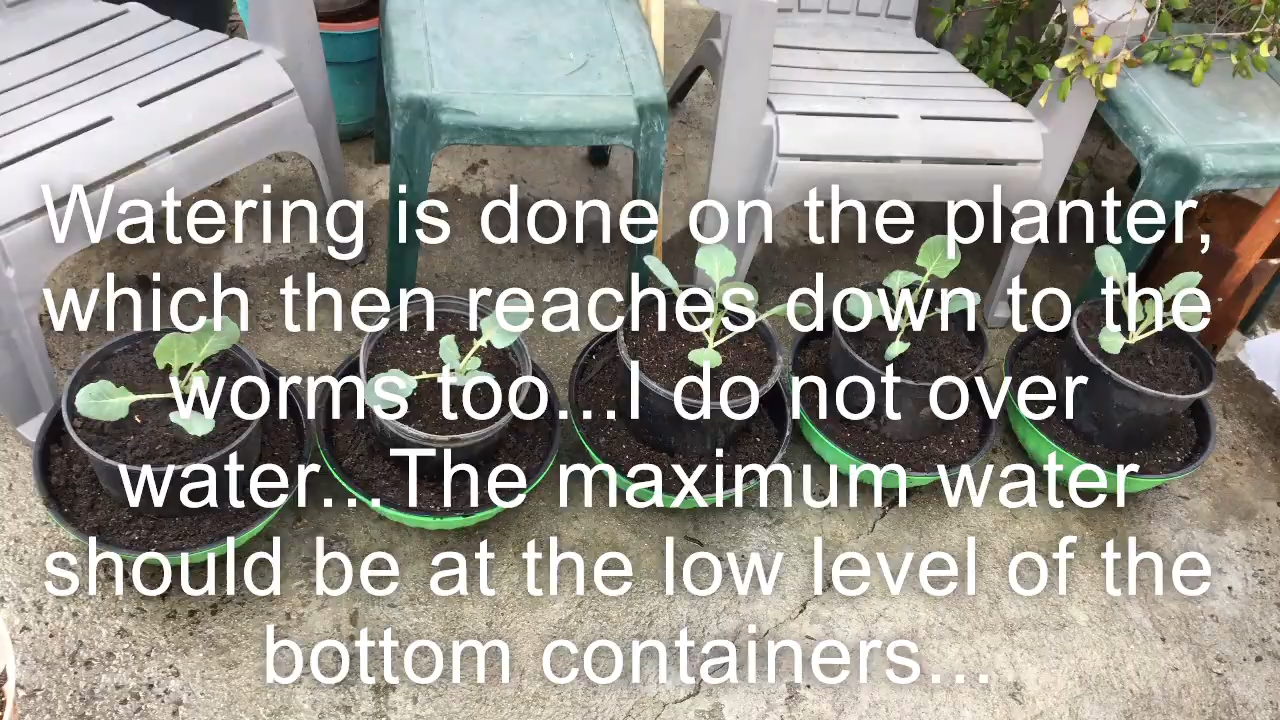 Watering is done on the planter,
which then reaches down to the
worms too...I do not over
water...The maximum water
should be at the low level of the
bottom containers...